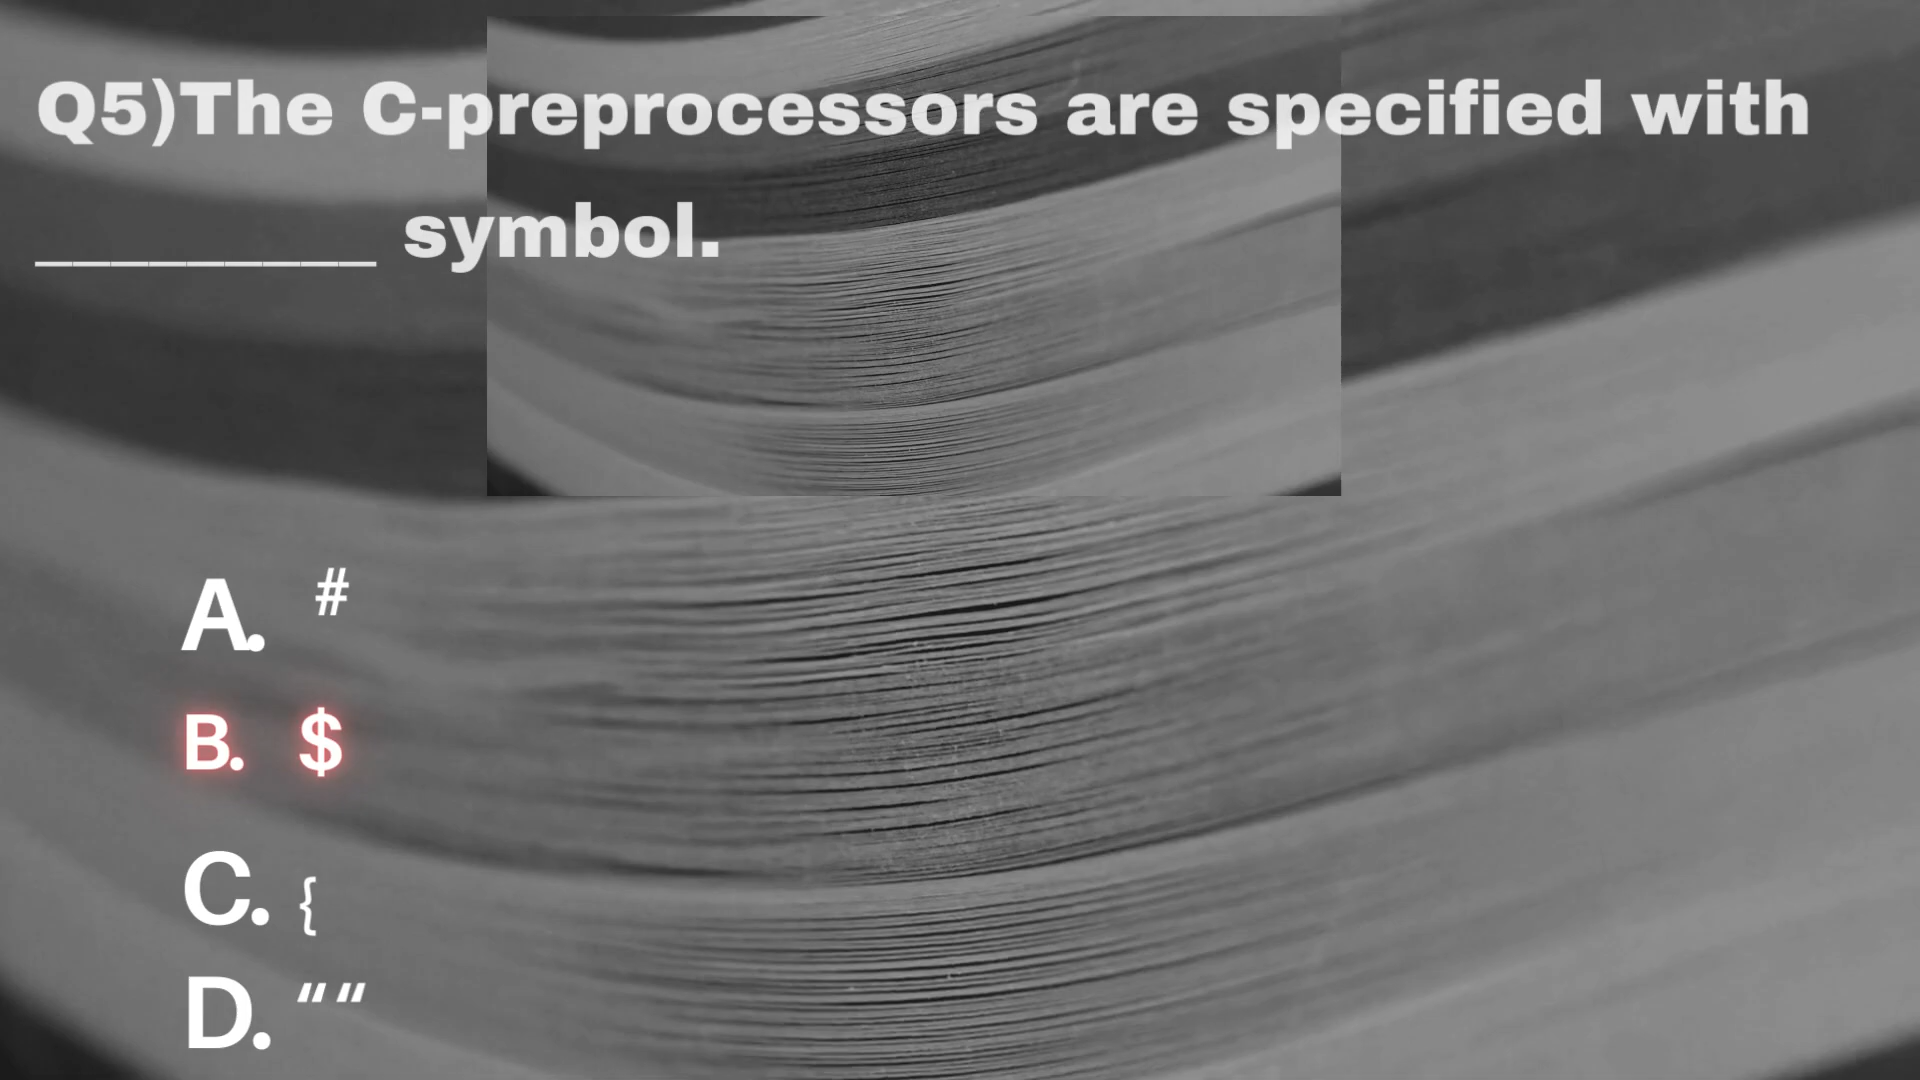 Q5)The C-preprocessors are specified with
_________ symbol.
A. #
B. $
C. {
D. “ “